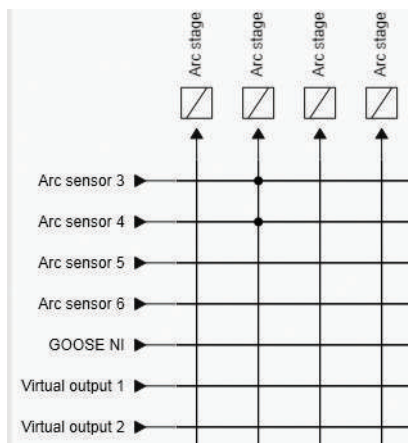 Arc stage
Arc stage
Arc stage
Arc stage
Arc sensor 3
Arc sensor 4
Arc sensor 5
Arc sensor 6
GOOSE NI
Virtual output 1
Virtual output 2